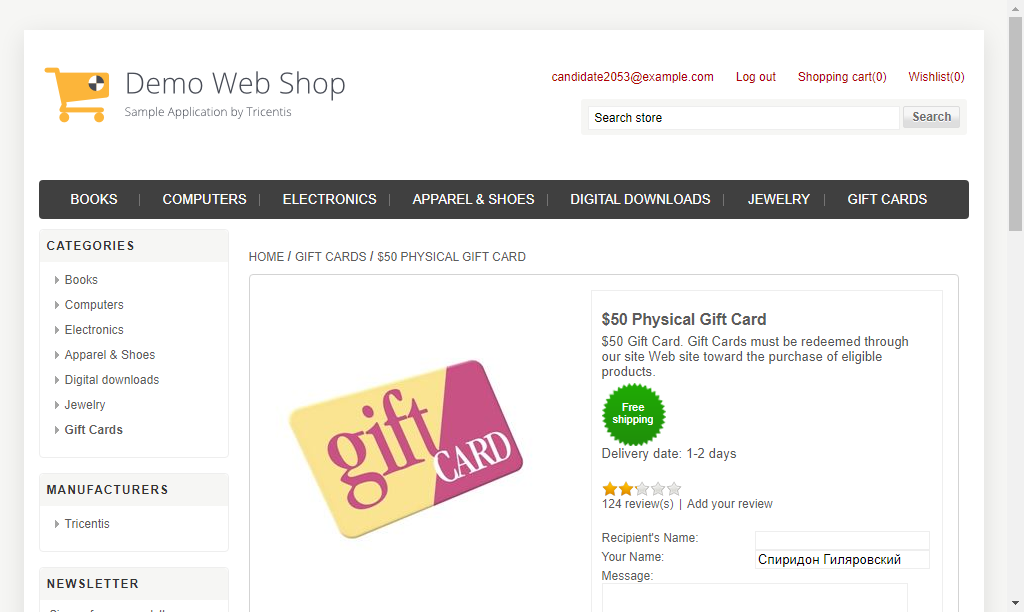 Demo Web Shop
Sample Application by Tricentis
candidate2053@example.com Log out Shopping cart(0) Wishlist(0)
Search store Search
BOOKS | COMPUTERS | ELECTRONICS | APPAREL & SHOES | DIGITAL DOWNLOADS | JEWELRY | GIFT CARDS
CATEGORIES
Books
Computers
Electronics
Apparel & Shoes
Digital downloads
Jewelry
Gift Cards
MANUFACTURERS
Tricentis
NEWSLETTER
HOME / GIFT CARDS / $50 PHYSICAL GIFT CARD
gift
CARD
$50 Physical Gift Card
$50 Gift Card. Gift Cards must be redeemed through
our site Web site toward the purchase of eligible
products.
Free
shipping
Delivery date: 1-2 days
124 review(s) | Add your review
Recipient's Name:
Your Name: Спиридон Гиляровский
Message: